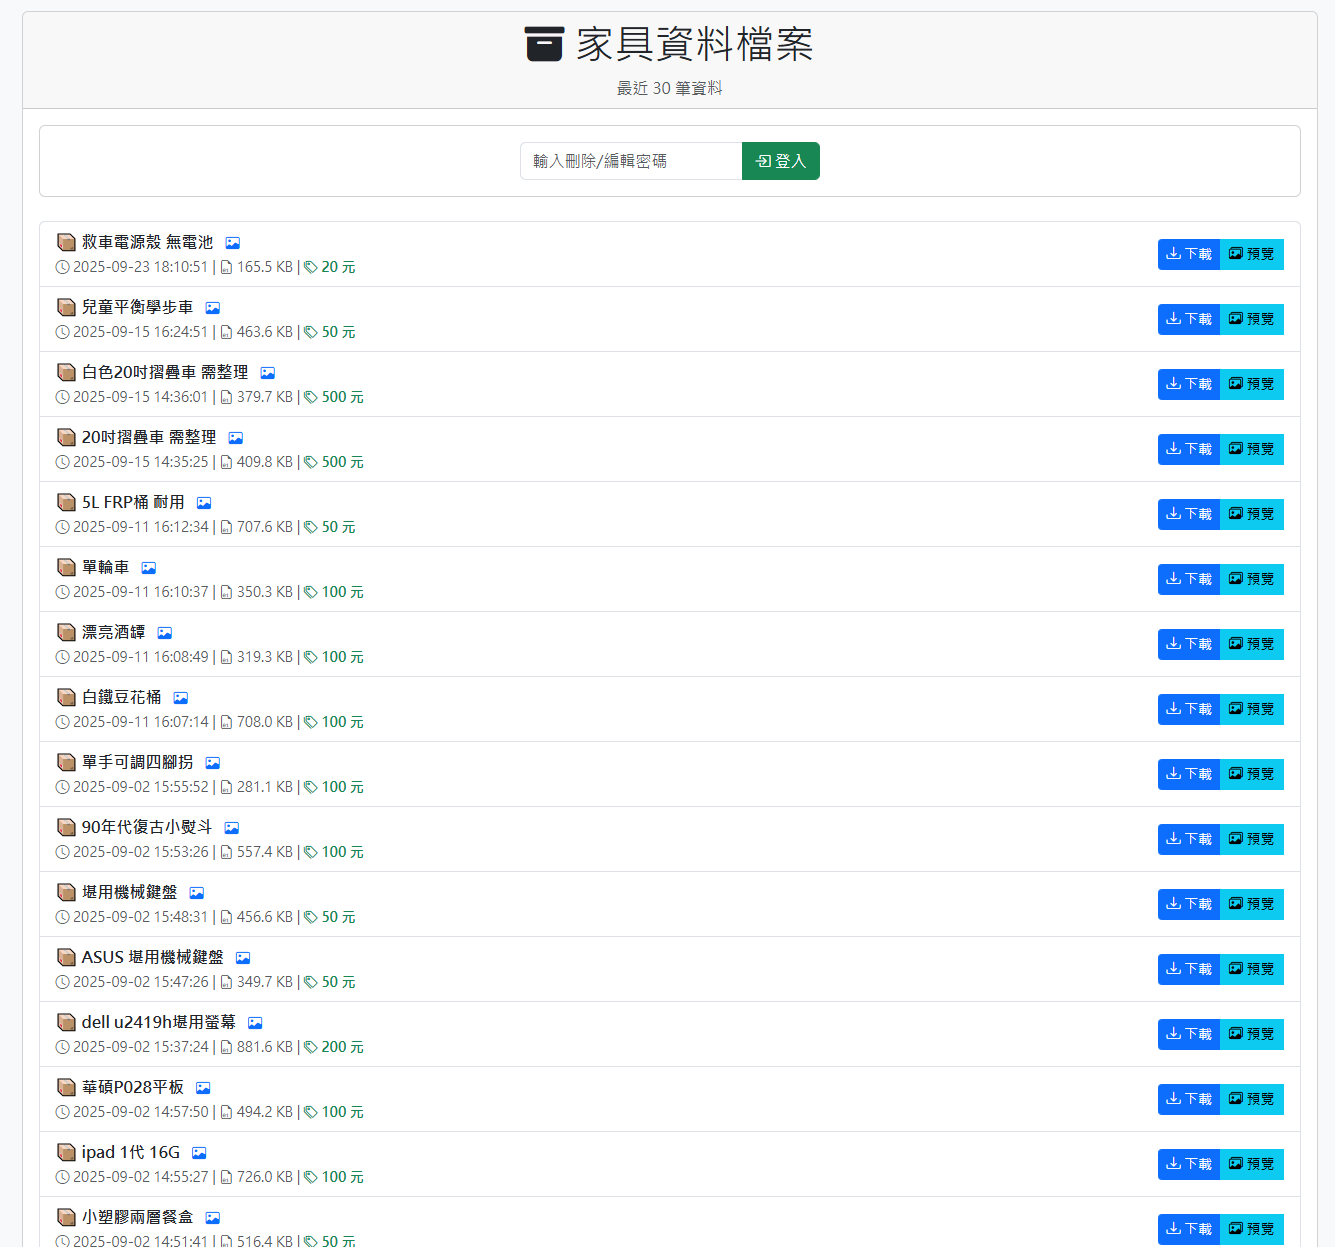 家具資料檔案
最近 30 筆資料
輸入刪除/編輯密碼 登入
救車電源殼 無電池
2025-09-23 18:10:51 | 165.5 KB | 20 元 下載 預覽
兒童平衡學步車
2025-09-15 16:24:51 | 463.6 KB | 50 元 下載 預覽
白色20吋摺疊車 需整理
2025-09-15 14:36:01 | 379.7 KB | 500 元 下載 預覽
20吋摺疊車 需整理
2025-09-15 14:35:25 | 409.8 KB | 500 元 下載 預覽
5L FRP桶 耐用
2025-09-11 16:12:34 | 707.6 KB | 50 元 下載 預覽
單輪車
2025-09-11 16:10:37 | 350.3 KB | 100 元 下載 預覽
漂亮酒罈
2025-09-11 16:08:49 | 319.3 KB | 100 元 下載 預覽
白鐵豆花桶
2025-09-11 16:07:14 | 708.0 KB | 100 元 下載 預覽
單手可調四腳拐
2025-09-02 15:55:52 | 281.1 KB | 100 元 下載 預覽
90年代復古小熨斗
2025-09-02 15:53:26 | 557.4 KB | 100 元 下載 預覽
堪用機械鍵盤
2025-09-02 15:48:31 | 456.6 KB | 50 元 下載 預覽
ASUS 堪用機械鍵盤
2025-09-02 15:47:26 | 349.7 KB | 50 元 下載 預覽
dell u2419h堪用螢幕
2025-09-02 15:37:24 | 881.6 KB | 200 元 下載 預覽
華碩P028平板
2025-09-02 14:57:50 | 494.2 KB | 100 元 下載 預覽
ipad 1代 16G
2025-09-02 14:55:27 | 726.0 KB | 100 元 下載 預覽
小塑膠兩層餐盒
2025-09-02 14:51:41 | 516.4 KB | 50 元 下載 預覽